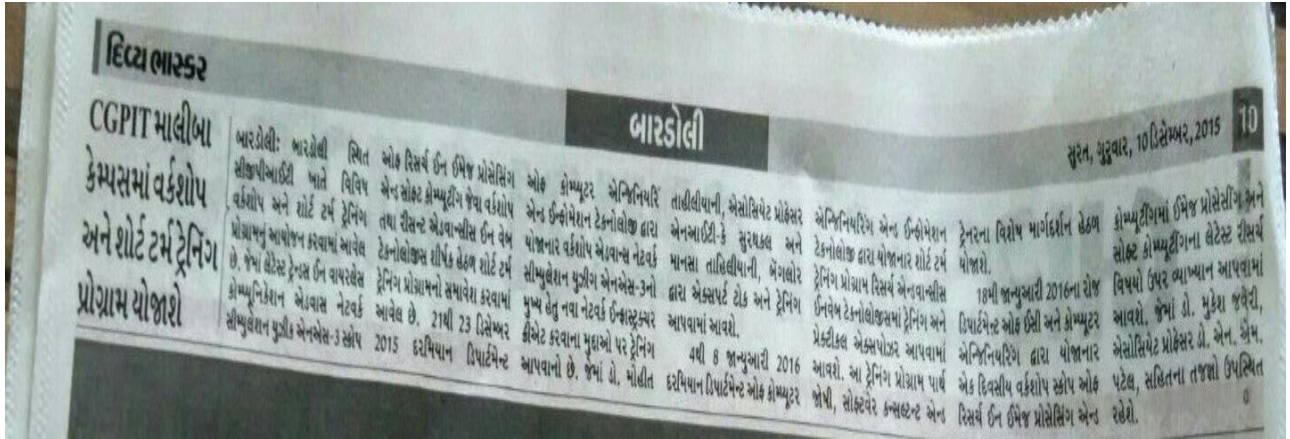 દિવ્ય ભાસ્કર
બારડોલી
સુરત, ગુરુવાર, 10 ડિસેમ્બર, 2015
10
CGPIT માલીબા
કેમ્પસમાં વર્કશોપ
અને શોર્ટ ટર્મ ટ્રેનિંગ
પ્રોગ્રામ યોજાશે
બારડોલીઃ બારડોલી સ્થિત
સીજીપીઆઈટી ખાતે વિવિધ
વર્કશોપ અને શોર્ટ ટર્મ ટ્રેનિંગ
પ્રોગ્રામનું આયોજન કરવામાં આવેલ
છે. જેમાં લેટેસ્ટ ટ્રેન્ડસ ઈન વાયરલેસ
કોમ્યુનિકેશન એડવાસ નેટવર્ક
સીમ્યુલેશન યુઝીંક એનએસ-3 સ્કોપ
ઓફ રિસર્ચ ઈન ઈમેજ પ્રોસેસિંગ
એન્ડ સોફ્ટ કોમ્પ્યુટીંગ જેવા વર્કશોપ
તથા રીસન્ટ એડવાન્સીસ ઈન વેબ
ટેકનોલોજીસ શીર્ષક હેઠળ શોર્ટ ટર્મ
ટ્રેનિંગ પ્રોગ્રામનો સમાવેશ કરવામાં
આવેલ છે. 21થી 23 ડિસેમ્બર
2015 દરમિયાન ડિપાર્ટમેન્ટ
ઓફ કોમ્પ્યુટર એન્જિનિયરિં
એન્ડ ઈન્ફોમેશન ટેકનોલોજી દ્વારા
યોજાનાર વર્કશોપ એડવાન્સ નેટવર્ક
સીમ્યુલેશન યુઝીંગ એનએસ-3નો
મુખ્ય હેતુ નવા નેટવર્ક ઈન્ફ્રાસ્ટ્રક્ચર
ક્રીએટ કરવાના મુદ્દાઓ પર ટ્રેનિંગ
આપવાનો છે. જેમાં ડો. મોહીત
તાહીલીયાની, એસોસિયેટ પ્રોફેસર
એનઆઈટી-કે સુરથકલ અને
માનસા તાહિલીયાની, બેંગલોર
દ્વારા એક્સપર્ટ ટોક અને ટ્રેનિંગ
આપવામાં આવશે.
4થી 8 જાન્યુઆરી 2016
દરમિયાન ડિપાર્ટમેન્ટ ઓફ કોમ્પ્યુટર
એન્જિનિયરિંગ એન્ડ ઈન્ફોમેશન
ટેકનોલોજી દ્વારા યોજાનાર શોર્ટ ટર્મ
ટ્રેનિંગ પ્રોગ્રામ રિસર્ચ એન્વાન્સીસ
ઈનવેબ ટેકનોલોજીસમાં ટ્રેનિંગ અને
પ્રેક્ટીકલ એક્સપોઝર આપવામાં
આવશે. આ ટ્રેનિંગ પ્રોગ્રામ પાર્થ
જોષી, સોફ્ટવેર કન્સલ્ટન્ટ એન્ડ
ટ્રેનરના વિશેષ માર્ગદર્શન હેઠળ
યોજાશે.
18મી જાન્યુઆરી 2016ના રોજ
ડિપાર્ટમેન્ટ ઓફ ઈસી અને કોમ્પ્યુટર
એન્જિનિયરિંગ દ્વારા યોજાનાર
એક દિવસીય વર્કશોપ સ્કોપ ઓફ
રિસર્ચ ઈન ઈમેજ પ્રોસેસિંગ એન્ડ
કોમ્પ્યુટીંગમાં ઈમેજ પ્રોસેસીંગ અને
સોફ્ટ કોમ્પ્યુટીંગના લેટેસ્ટ રીસર્ચ
વિષયો ઉપર વ્યાખ્યાન આપવામાં
આવશે. જેમાં ડો. મુકેશ જવેરી,
એસોસિયેટ પ્રોફેસર ડો. એન. એમ.
પટેલ, સહિતના તજજ્ઞો ઉપસ્થિત
રહેશે.